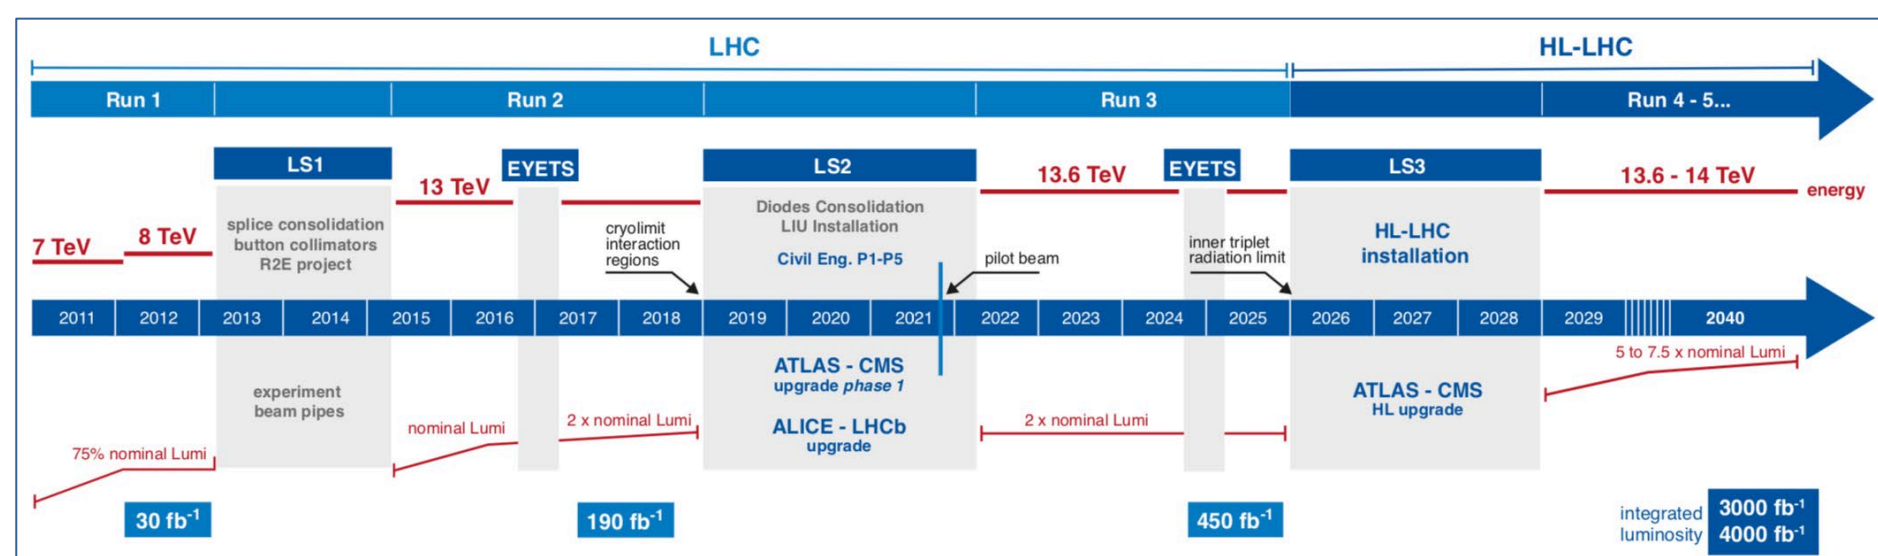 LHC
HL-LHC
Run 1
Run 2
Run 3
Run 4 - 5...
LS1
EYETS
LS2
EYETS
LS3
7 TeV
8 TeV
13 TeV
13.6 TeV
13.6 - 14 TeV
energy
splice consolidation
button collimators
R2E project
cryolimit
interaction
regions
Diodes Consolidation
LIU Installation
Civil Eng. P1-P5
pilot beam
inner triplet
radiation limit
HL-LHC
installation
2011
2012
2013
2014
2015
2016
2017
2018
2019
2020
2021
2022
2023
2024
2025
2026
2027
2028
2029
2040
experiment
beam pipes
ATLAS - CMS
upgrade phase 1
ALICE - LHCb
upgrade
ATLAS - CMS
HL upgrade
75% nominal Lumi
nominal Lumi
2 x nominal Lumi
2 x nominal Lumi
5 to 7.5 x nominal Lumi
30 fb⁻¹
190 fb⁻¹
450 fb⁻¹
integrated
luminosity
3000 fb⁻¹
4000 fb⁻¹